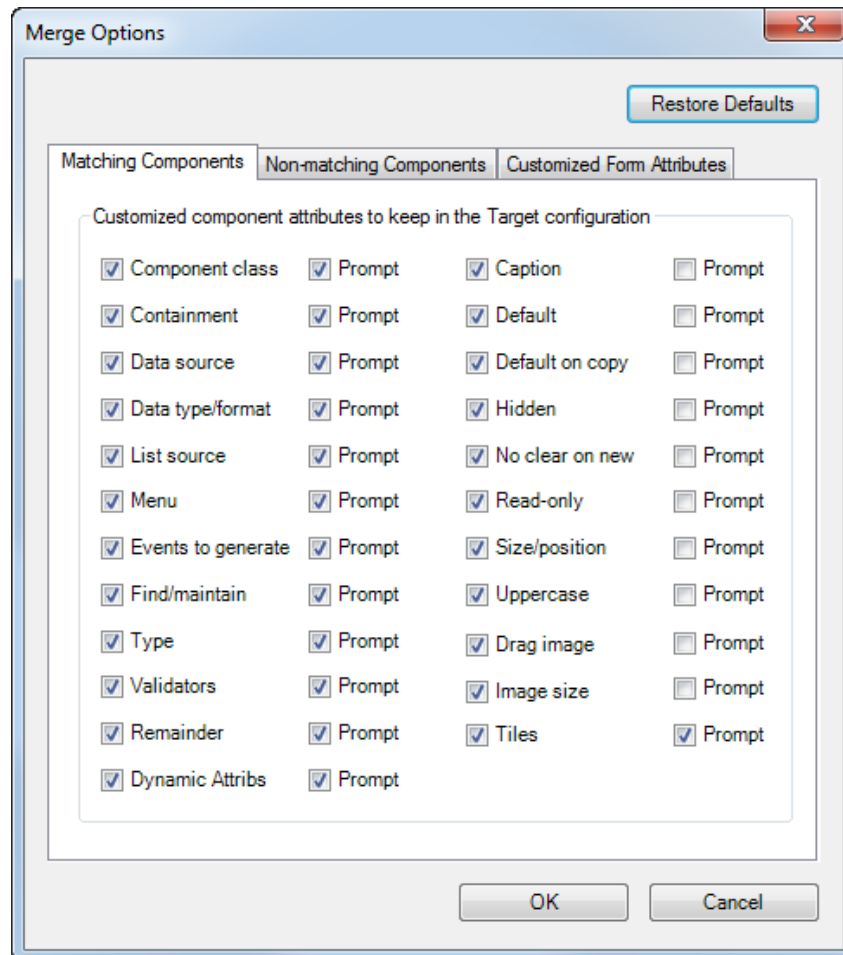 Merge Options
Restore Defaults
Matching Components Non-matching Components Customized Form Attributes
Customized component attributes to keep in the Target configuration
Component class Prompt Caption Prompt
Containment Prompt Default Prompt
Data source Prompt Default on copy Prompt
Data type/format Prompt Hidden Prompt
List source Prompt No clear on new Prompt
Menu Prompt Read-only Prompt
Events to generate Prompt Size/position Prompt
Find/maintain Prompt Uppercase Prompt
Type Prompt Drag image Prompt
Validators Prompt Image size Prompt
Remainder Prompt Tiles Prompt
Dynamic Attribs Prompt
OK Cancel